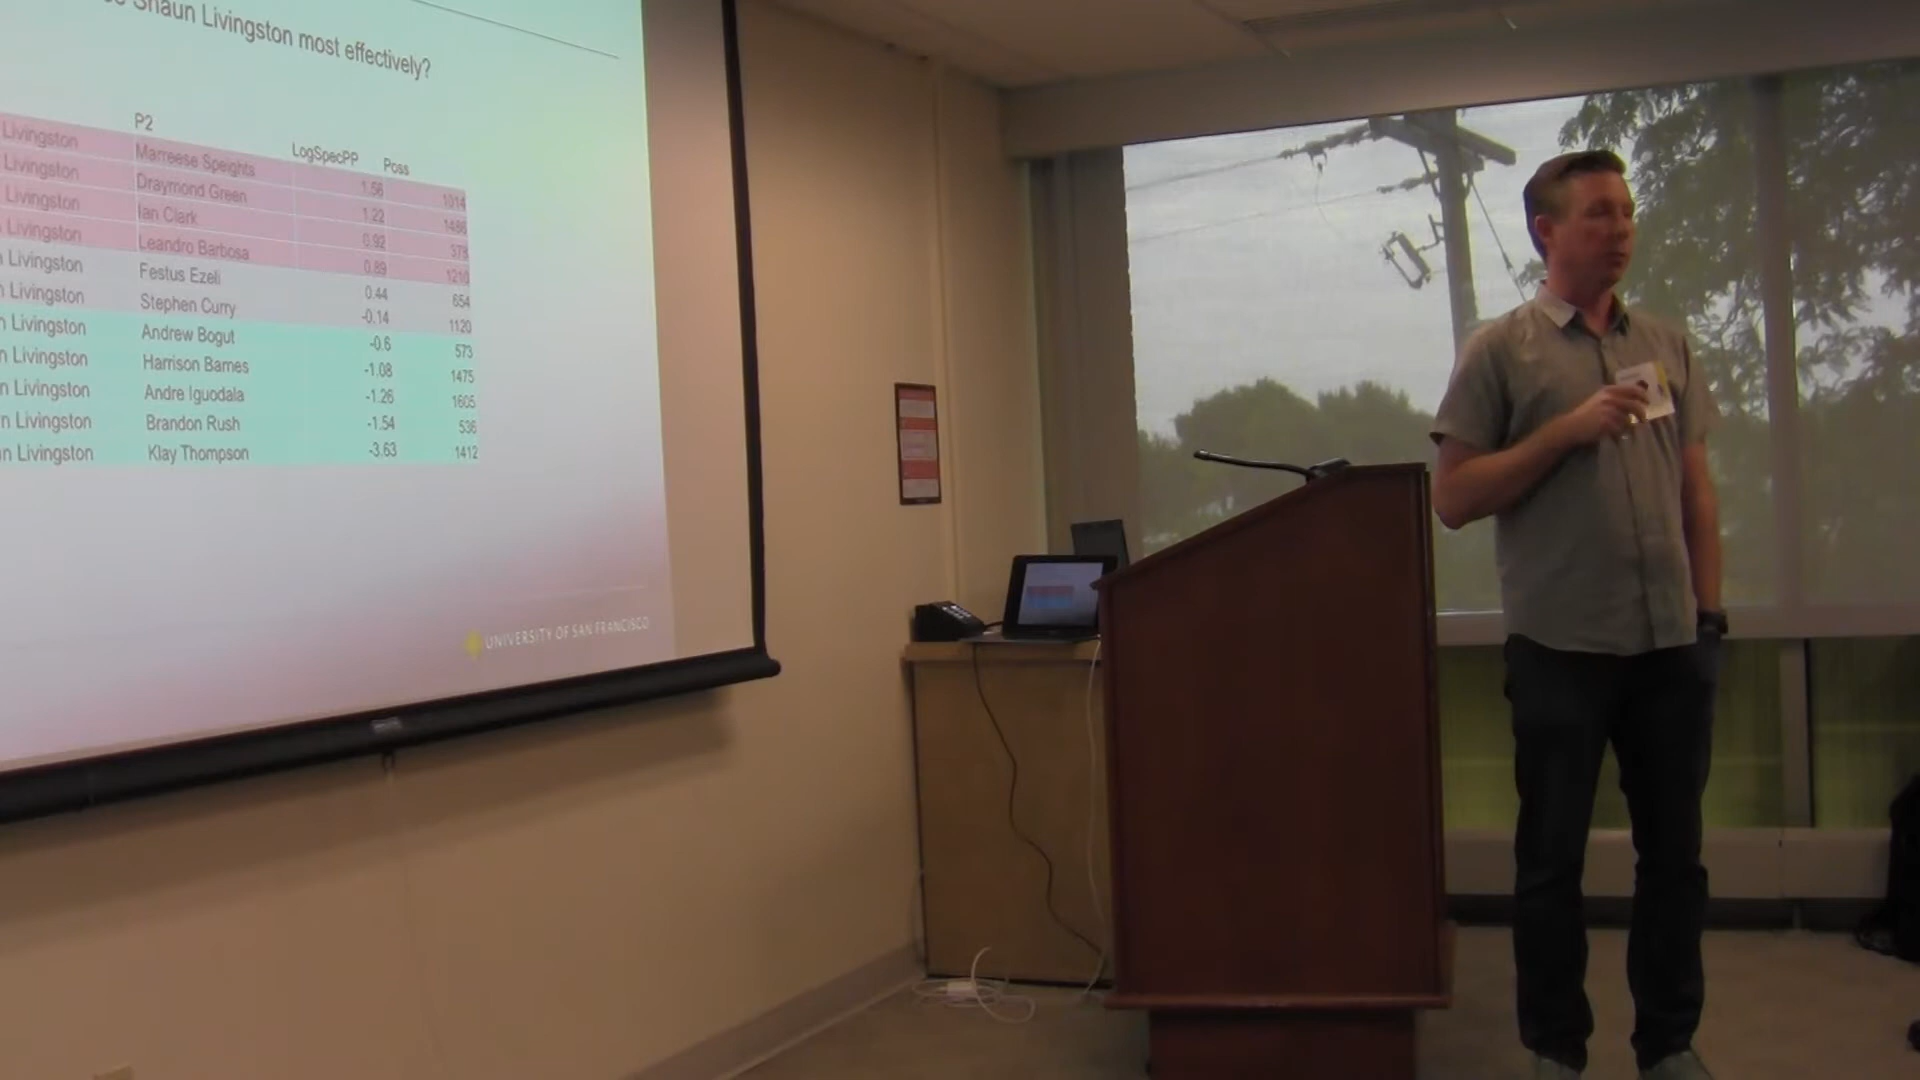 Shaun Livingston most effectively?
P2 LogSpecPP Poss
Livingston Marreese Speights 1.56 1014
Livingston Draymond Green 1.22 1486
Livingston Ian Clark 0.92 378
Livingston Leandro Barbosa 0.89 1210
Livingston Festus Ezeli 0.44 654
Livingston Stephen Curry -0.14 1120
Livingston Andrew Bogut -0.6 573
Livingston Harrison Barnes -1.08 1475
Livingston Andre Iguodala -1.26 1605
Livingston Brandon Rush -1.54 536
Livingston Klay Thompson -3.63 1412
UNIVERSITY OF SAN FRANCISCO